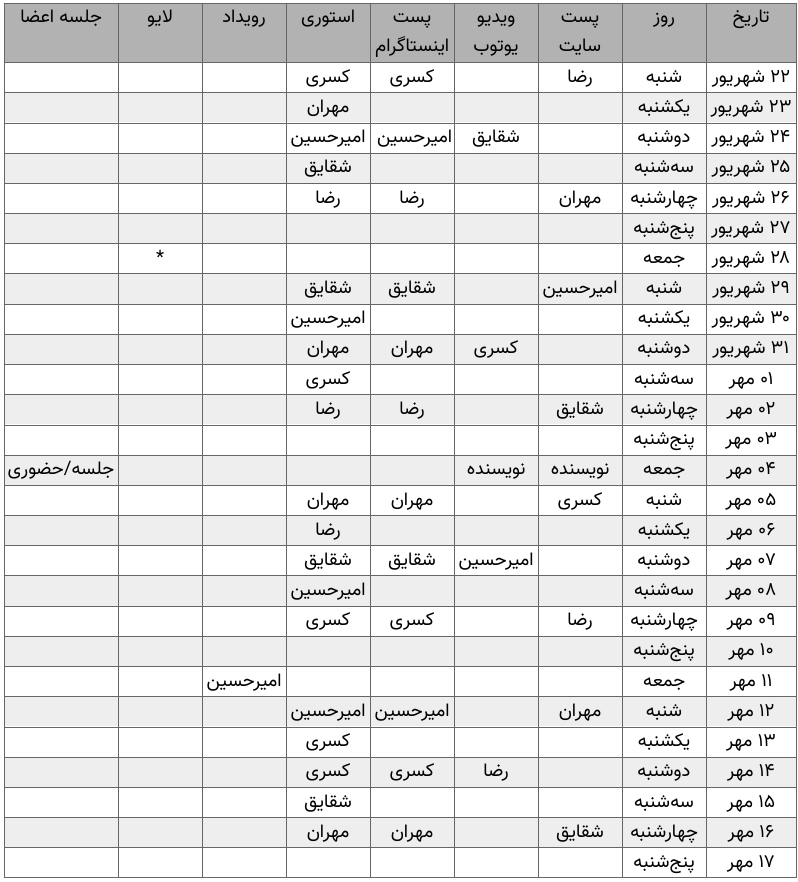 تاریخ روز پست سایت ویدیو یوتوب پست اینستاگرام استوری رویداد لایو جلسه اعضا
۲۲ شهریور شنبه رضا کسری کسری
۲۳ شهریور یکشنبه مهران
۲۴ شهریور دوشنبه شقایق امیرحسین امیرحسین
۲۵ شهریور سه‌شنبه شقایق
۲۶ شهریور چهارشنبه مهران رضا رضا
۲۷ شهریور پنج‌شنبه
۲۸ شهریور جمعه *
۲۹ شهریور شنبه امیرحسین شقایق شقایق
۳۰ شهریور یکشنبه امیرحسین
۳۱ شهریور دوشنبه کسری مهران مهران
۰۱ مهر سه‌شنبه کسری
۰۲ مهر چهارشنبه شقایق رضا رضا
۰۳ مهر پنج‌شنبه
۰۴ مهر جمعه نویسنده نویسنده جلسه/حضوری
۰۵ مهر شنبه کسری مهران مهران
۰۶ مهر یکشنبه رضا
۰۷ مهر دوشنبه امیرحسین شقایق شقایق
۰۸ مهر سه‌شنبه امیرحسین
۰۹ مهر چهارشنبه رضا کسری کسری
۱۰ مهر پنج‌شنبه
۱۱ مهر جمعه امیرحسین
۱۲ مهر شنبه مهران امیرحسین امیرحسین
۱۳ مهر یکشنبه کسری
۱۴ مهر دوشنبه رضا کسری کسری
۱۵ مهر سه‌شنبه شقایق
۱۶ مهر چهارشنبه شقایق مهران مهران
۱۷ مهر پنج‌شنبه